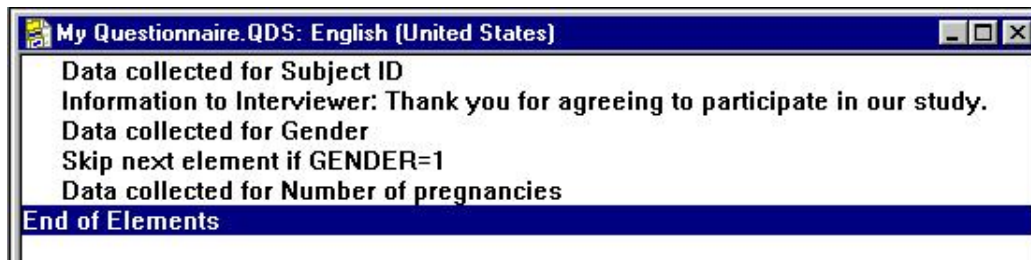 My Questionnaire.QDS: English (United States)
Data collected for Subject ID
Information to Interviewer: Thank you for agreeing to participate in our study.
Data collected for Gender
Skip next element if GENDER=1
Data collected for Number of pregnancies
End of Elements